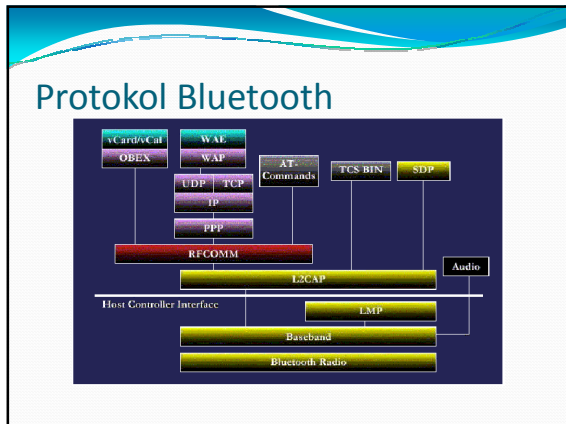 Protokol Bluetooth
vCard/vCal
WAE
OBEX
WAP
AT-
Commands
TCS BIN
SDP
UDP
TCP
IP
PPP
RFCOMM
Audio
L2CAP
Host Controller Interface
LMP
Baseband
Bluetooth Radio